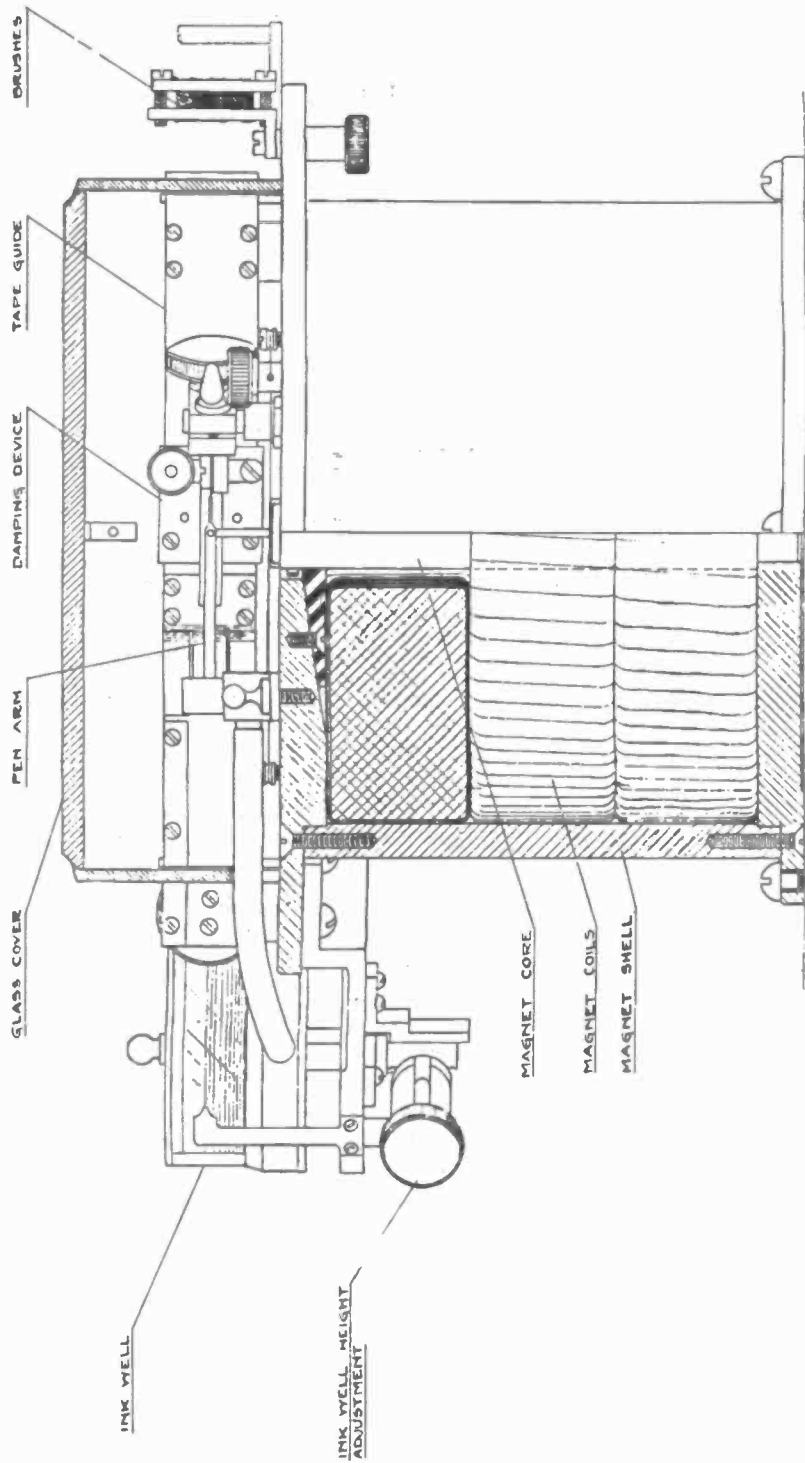 INK WELL
GLASS COVER
PEN ARM
DAMPING DEVICE
TAPE GUIDE
BRUSHES
INK WELL HEIGHT
ADJUSTMENT
MAGNET CORE
MAGNET COILS
MAGNET SHELL